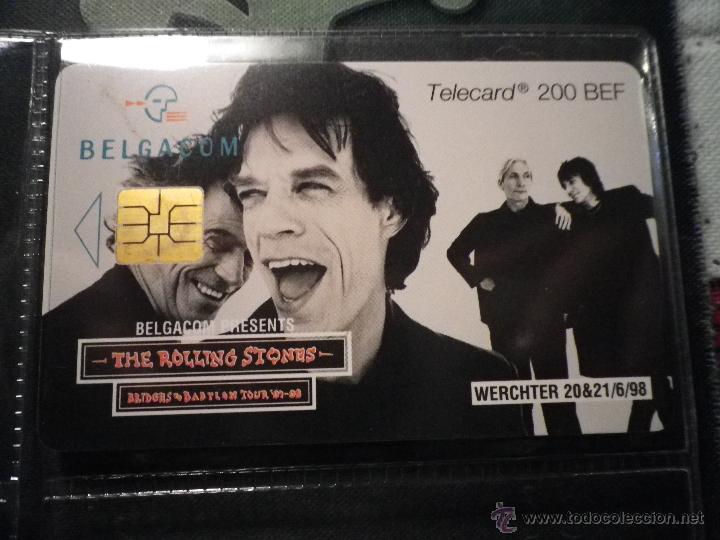 BELGACOM
Telecard® 200 BEF
BELGACOM PRESENTS
THE ROLLING STONES
BRIDGES TO BABYLON TOUR '97-98
WERCHTER 20&21/6/98
© www.todocoleccion.net